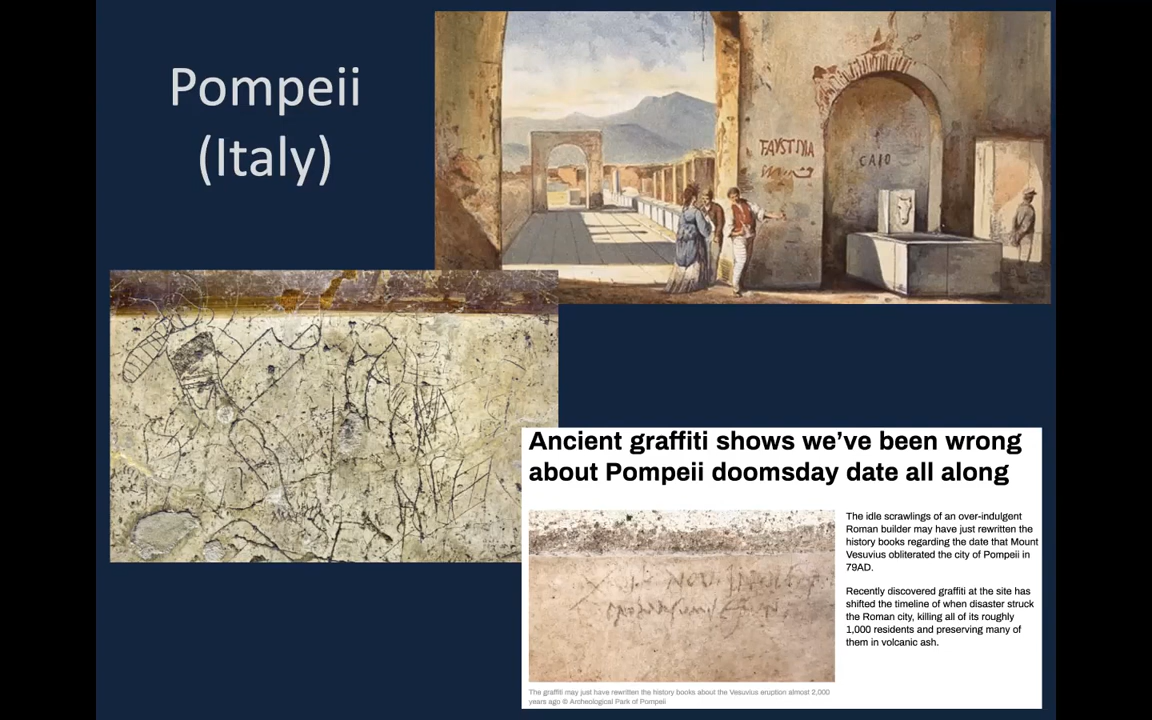 Pompeii
(Italy)
FAVSTINA
CAIO
Ancient graffiti shows we’ve been wrong
about Pompeii doomsday date all along
The idle scrawlings of an over-indulgent
Roman builder may have just rewritten the
history books regarding the date that Mount
Vesuvius obliterated the city of Pompeii in
79AD.
Recently discovered graffiti at the site has
shifted the timeline of when disaster struck
the Roman city, killing all of its roughly
1,000 residents and preserving many of
them in volcanic ash.
The graffiti may just have rewritten the history books about the Vesuvius eruption almost 2,000
years ago © Archeological Park of Pompeii